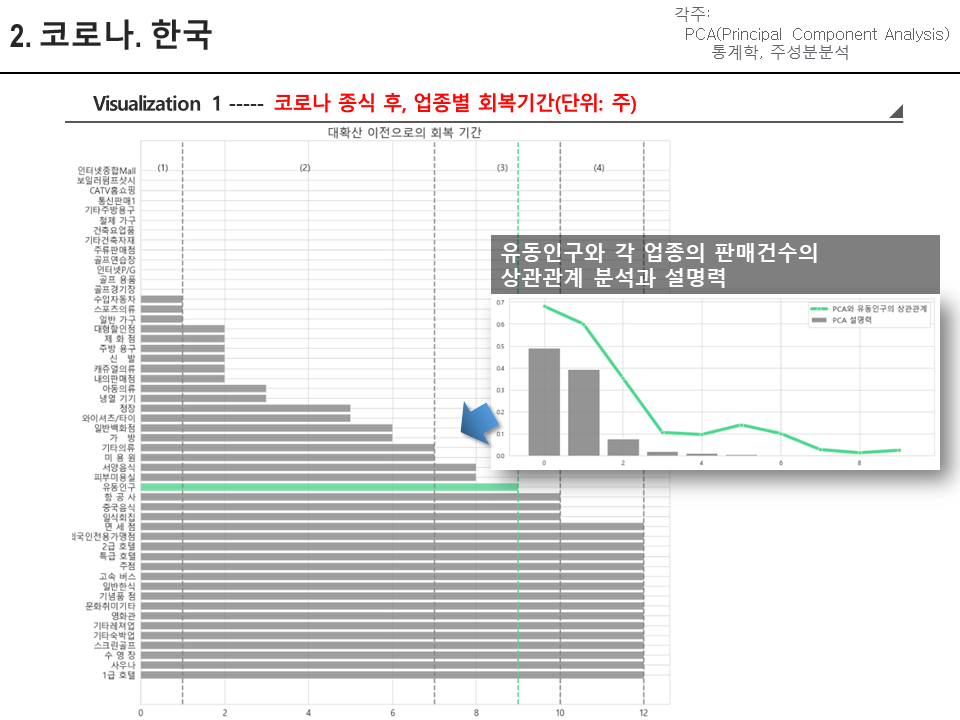 2. 코로나. 한국
각주:
PCA(Principal Component Analysis)
통계학, 주성분분석
Visualization 1 ----- 코로나 종식 후, 업종별 회복기간(단위: 주)
대확산 이전으로의 회복 기간
(1) (2) (3) (4)
인터넷종합Mall
보일러펌프샷시
CATV홈쇼핑
통신판매1
기타주방용구
철제 가구
건축요업품
기타건축자재
주류판매점
골프연습장
인터넷P/G
골프 용품
골프경기장
수입자동차
스포츠의류
일반 가구
대형할인점
제 화 점
주방 용구
신 발
캐쥬얼의류
내의판매점
아동의류
냉열 기기
정장
와이셔츠/타이
일반백화점
가 방
기타의류
미 용 원
서양음식
피부미용실
유동인구
항 공 사
중국음식
일식회집
면 세 점
외국인전용가맹점
2급 호텔
특급 호텔
주점
고속 버스
일반한식
기념품 점
문화취미기타
영화관
기타레져업
기타숙박업
스크린골프
수 영 장
사우나
1급 호텔
0 2 4 6 8 10 12
유동인구와 각 업종의 판매건수의
상관관계 분석과 설명력
PCA와 유동인구의 상관관계
PCA 설명력
0.7
0.6
0.5
0.4
0.3
0.2
0.1
0.0
0 2 4 6 8